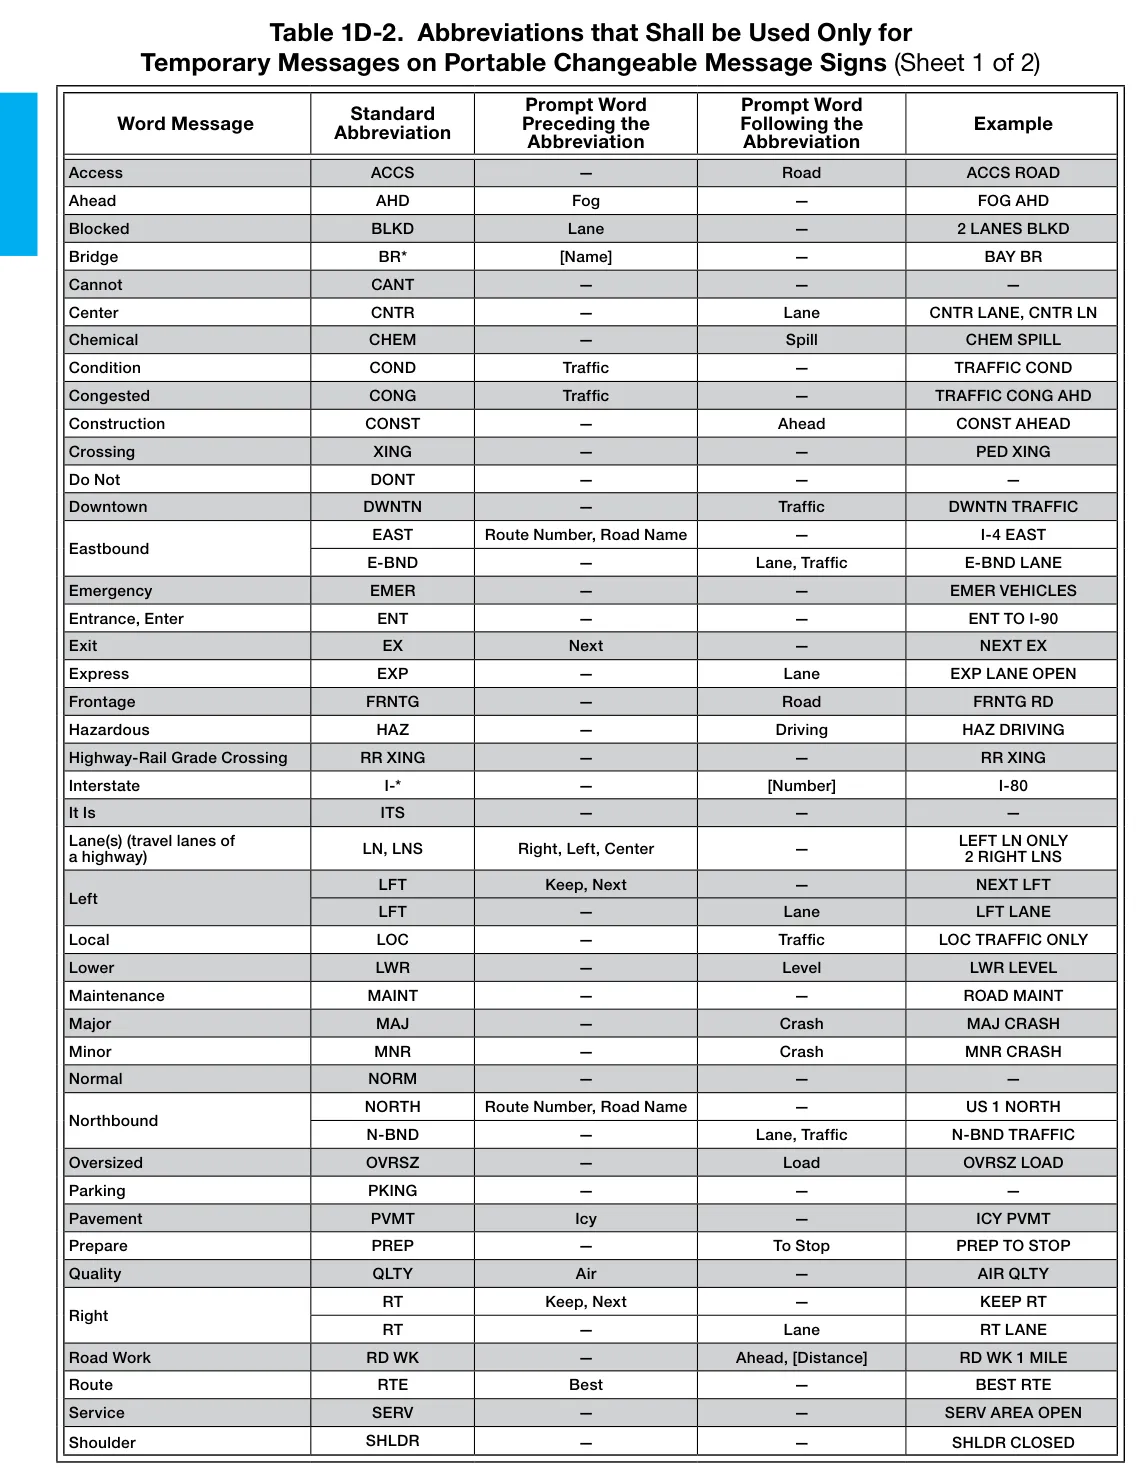 Table 1D-2. Abbreviations that Shall be Used Only for
Temporary Messages on Portable Changeable Message Signs (Sheet 1 of 2)
Word Message Standard Abbreviation Prompt Word Preceding the Abbreviation Prompt Word Following the Abbreviation Example
Access ACCS — Road ACCS ROAD
Ahead AHD Fog — FOG AHD
Blocked BLKD Lane — 2 LANES BLKD
Bridge BR* [Name] — BAY BR
Cannot CANT — — —
Center CNTR — Lane CNTR LANE, CNTR LN
Chemical CHEM — Spill CHEM SPILL
Condition COND Traffic — TRAFFIC COND
Congested CONG Traffic — TRAFFIC CONG AHD
Construction CONST — Ahead CONST AHEAD
Crossing XING — — PED XING
Do Not DONT — — —
Downtown DWNTN — Traffic DWNTN TRAFFIC
Eastbound EAST Route Number, Road Name — I-4 EAST
E-BND — Lane, Traffic E-BND LANE
Emergency EMER — — EMER VEHICLES
Entrance, Enter ENT — — ENT TO I-90
Exit EX Next — NEXT EX
Express EXP — Lane EXP LANE OPEN
Frontage FRNTG — Road FRNTG RD
Hazardous HAZ — Driving HAZ DRIVING
Highway-Rail Grade Crossing RR XING — — RR XING
Interstate I-* — [Number] I-80
It Is ITS — — —
Lane(s) (travel lanes of a highway) LN, LNS Right, Left, Center — LEFT LN ONLY 2 RIGHT LNS
Left LFT Keep, Next — NEXT LFT
LFT — Lane LFT LANE
Local LOC — Traffic LOC TRAFFIC ONLY
Lower LWR — Level LWR LEVEL
Maintenance MAINT — — ROAD MAINT
Major MAJ — Crash MAJ CRASH
Minor MNR — Crash MNR CRASH
Normal NORM — — —
Northbound NORTH Route Number, Road Name — US 1 NORTH
N-BND — Lane, Traffic N-BND TRAFFIC
Oversized OVRSZ — Load OVRSZ LOAD
Parking PKING — — —
Pavement PVMT Icy — ICY PVMT
Prepare PREP — To Stop PREP TO STOP
Quality QLTY Air — AIR QLTY
Right RT Keep, Next — KEEP RT
RT — Lane RT LANE
Road Work RD WK — Ahead, [Distance] RD WK 1 MILE
Route RTE Best — BEST RTE
Service SERV — — SERV AREA OPEN
Shoulder SHLDR — — SHLDR CLOSED